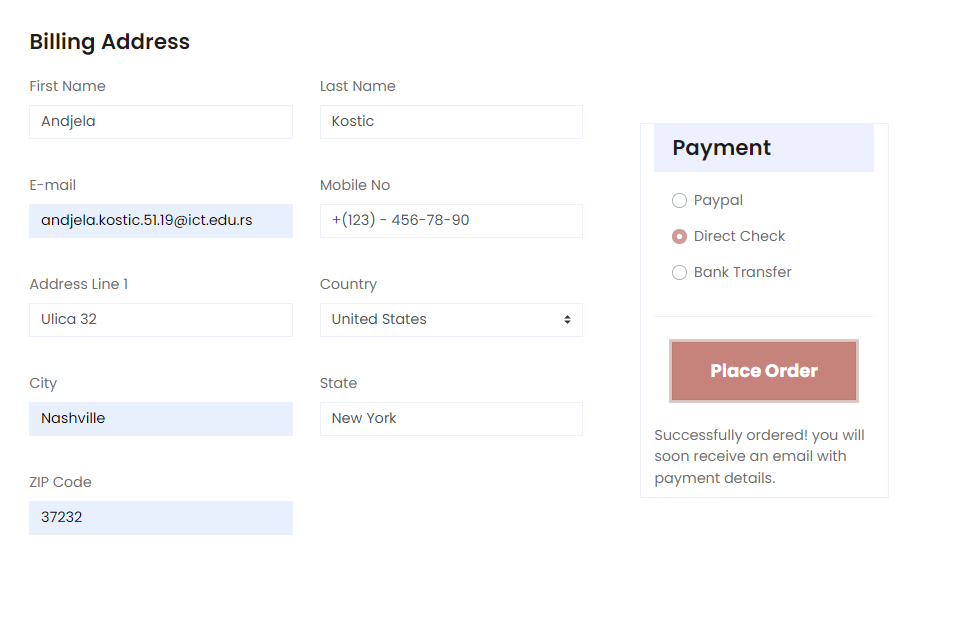 Billing Address
First Name
Last Name
Andjela
Kostic
E-mail
Mobile No
andjela.kostic.51.19@ict.edu.rs
+(123) - 456-78-90
Address Line 1
Country
Ulica 32
United States
City
State
Nashville
New York
ZIP Code
37232
Payment
Paypal
Direct Check
Bank Transfer
Place Order
Successfully ordered! you will
soon receive an email with
payment details.